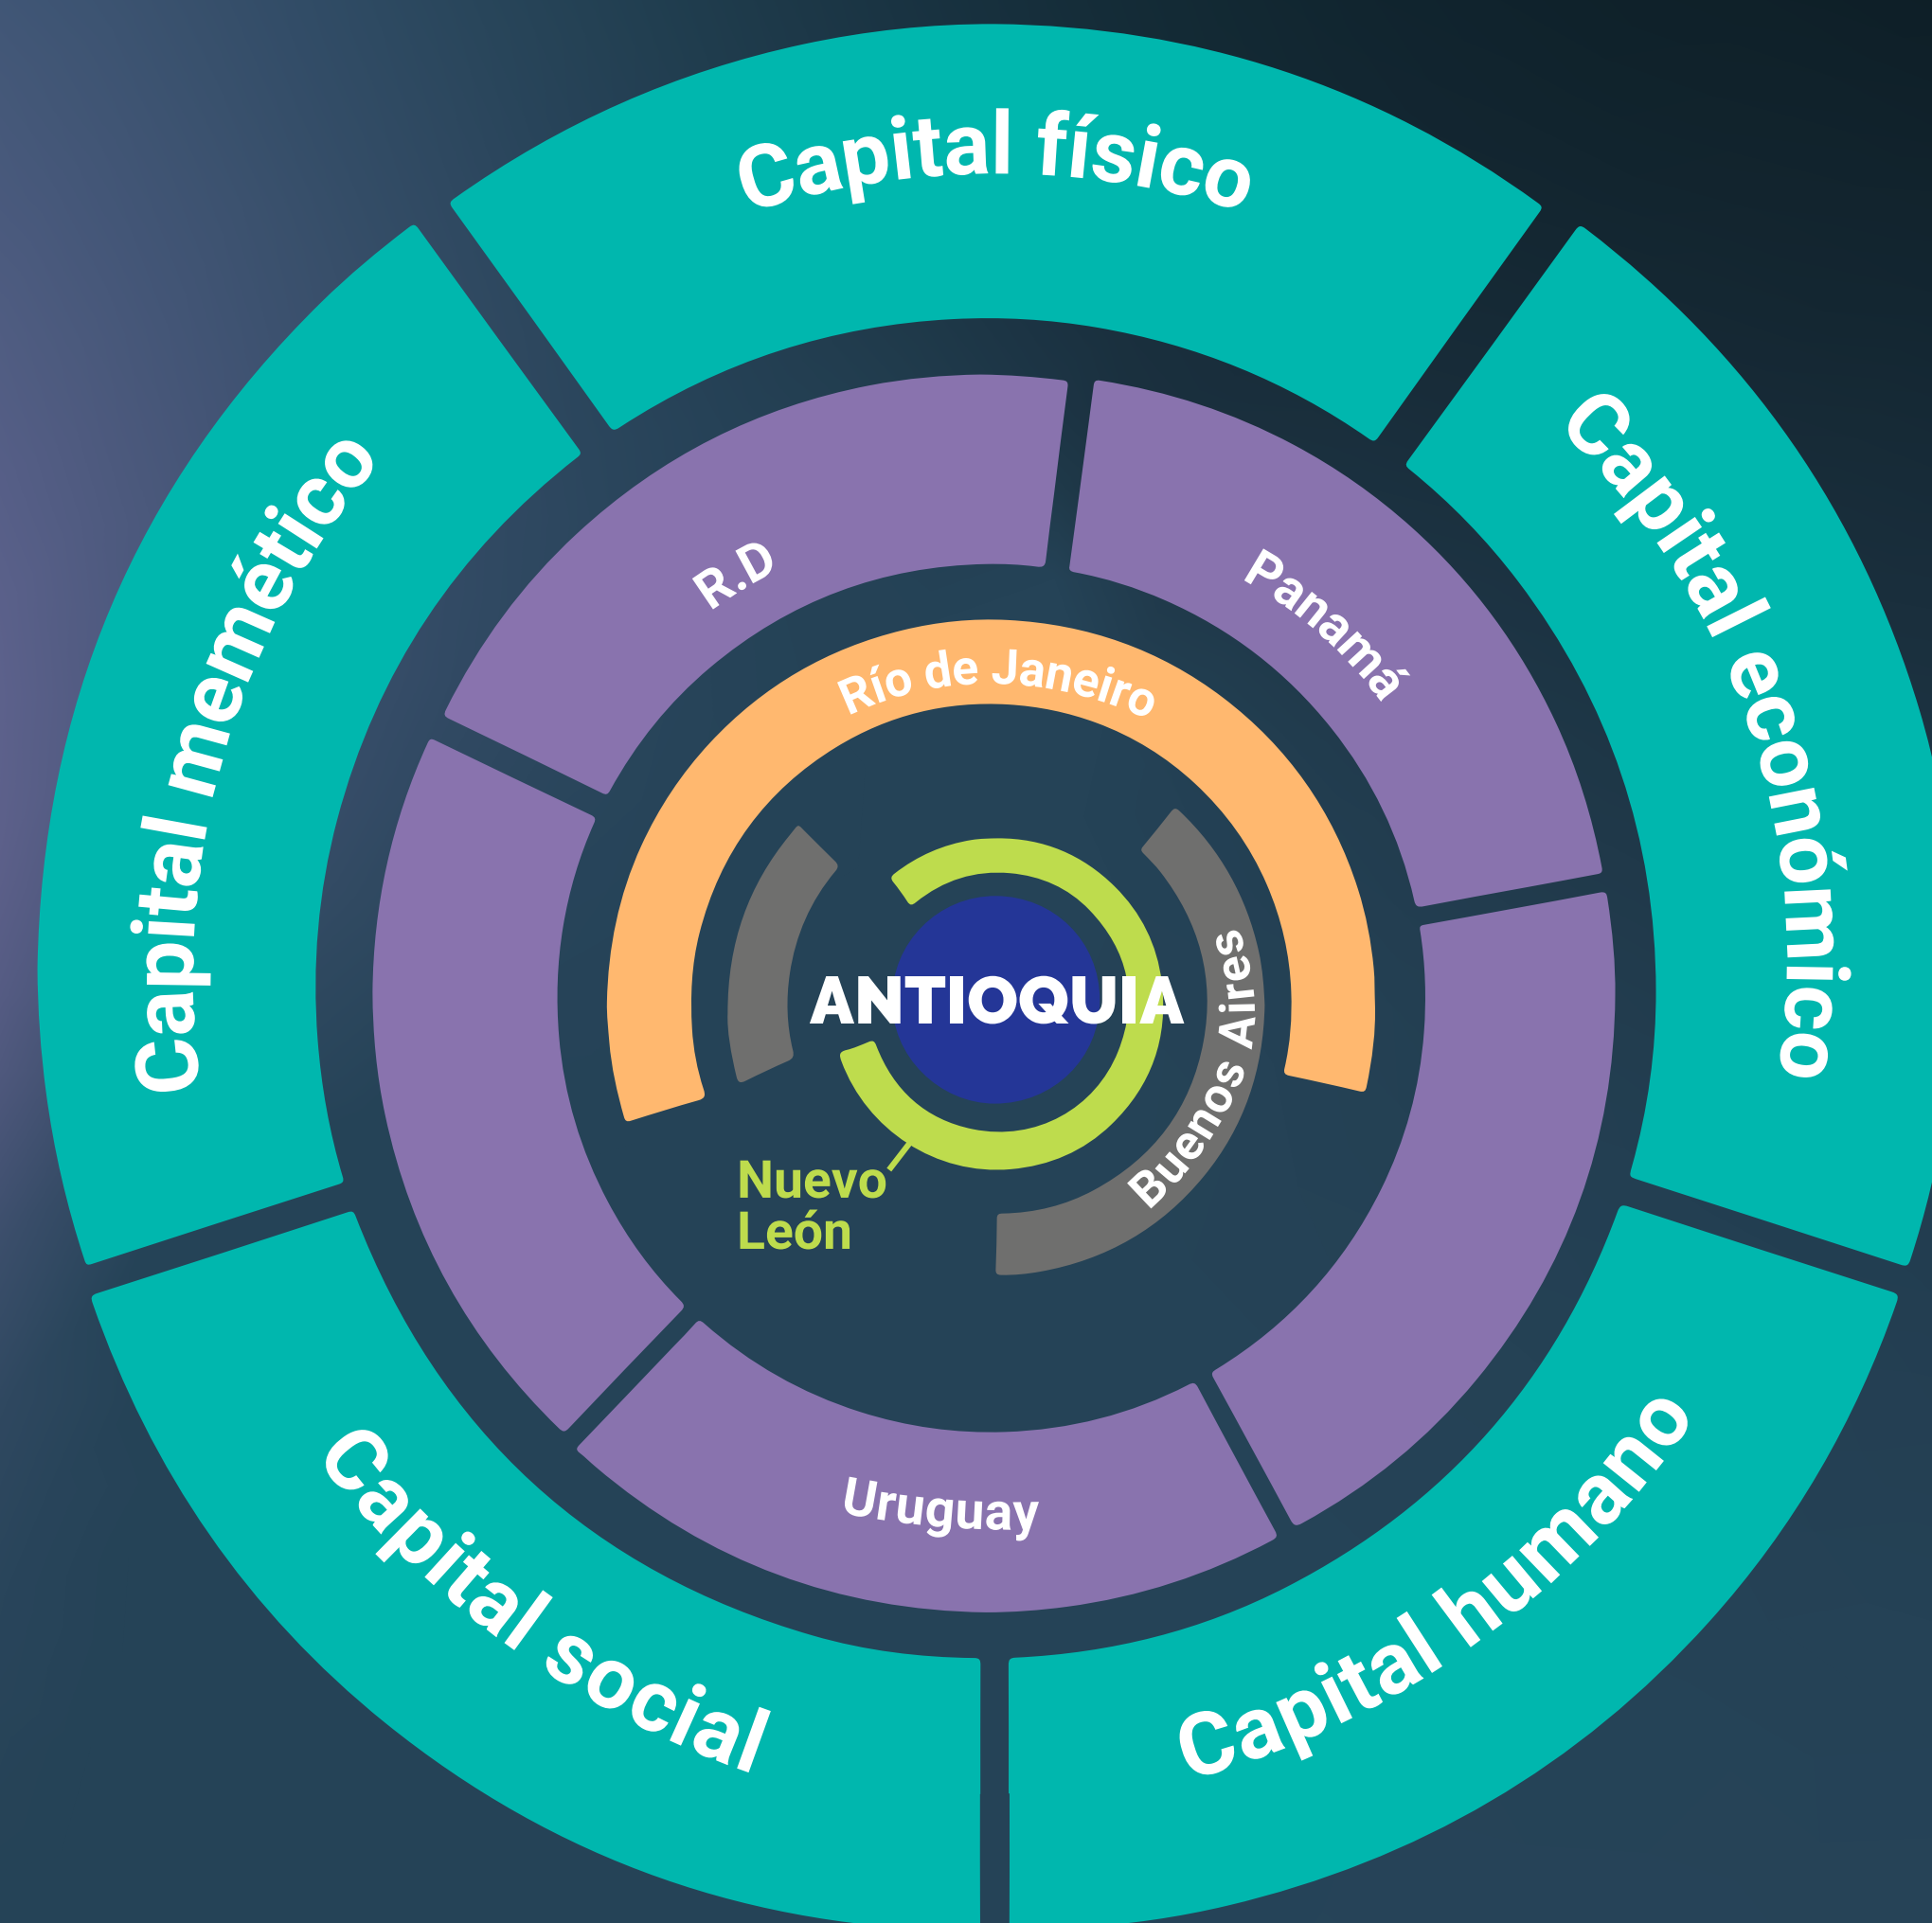 Capital físico
Capital económico
Capital memético
R.D
Panamá
Río de Janeiro
ANTIOQUIA
Buenos Aires
Nuevo
León
Uruguay
Capital social
Capital humano